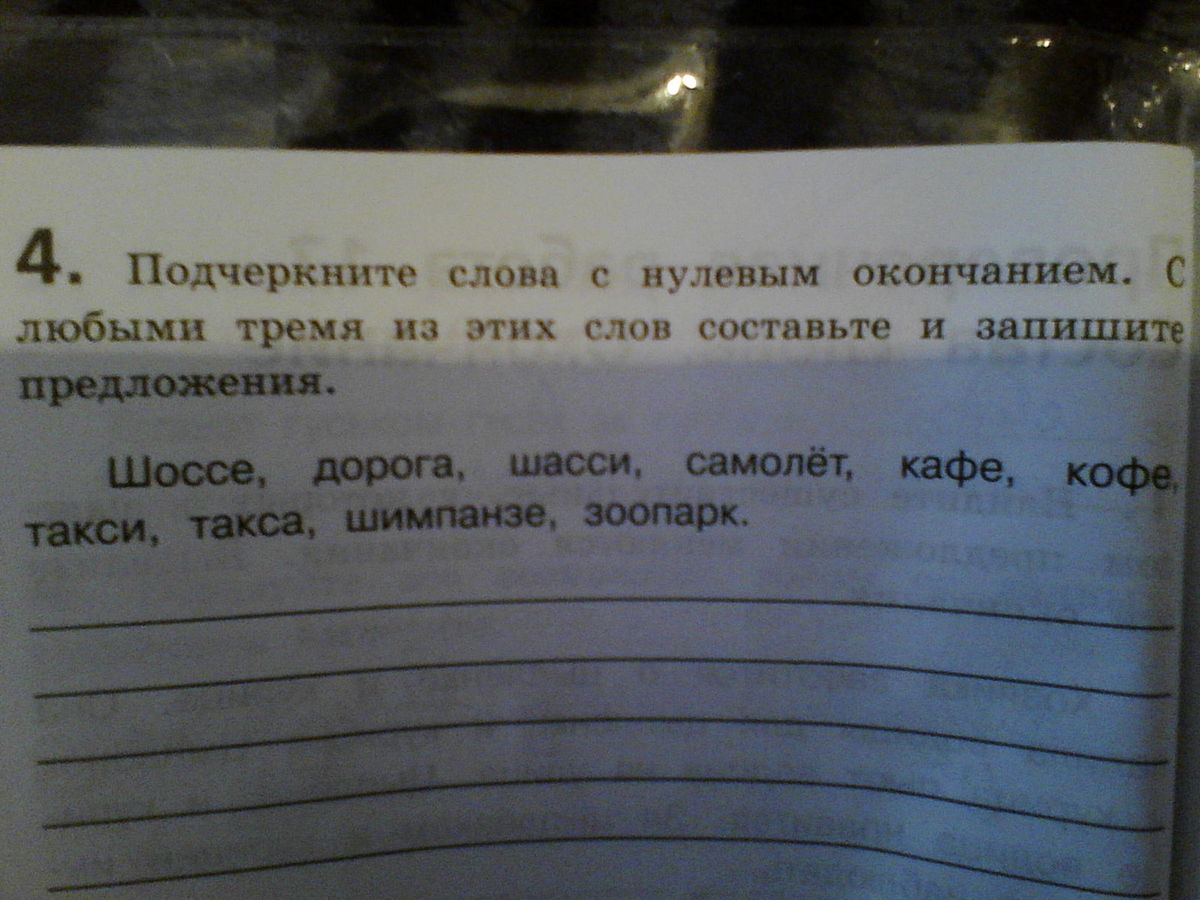 4. Подчеркните слова с нулевым окончанием. С
любыми тремя из этих слов составьте и запишите
предложения.
Шоссе, дорога, шасси, самолёт, кафе, кофе,
такси, такса, шимпанзе, зоопарк.